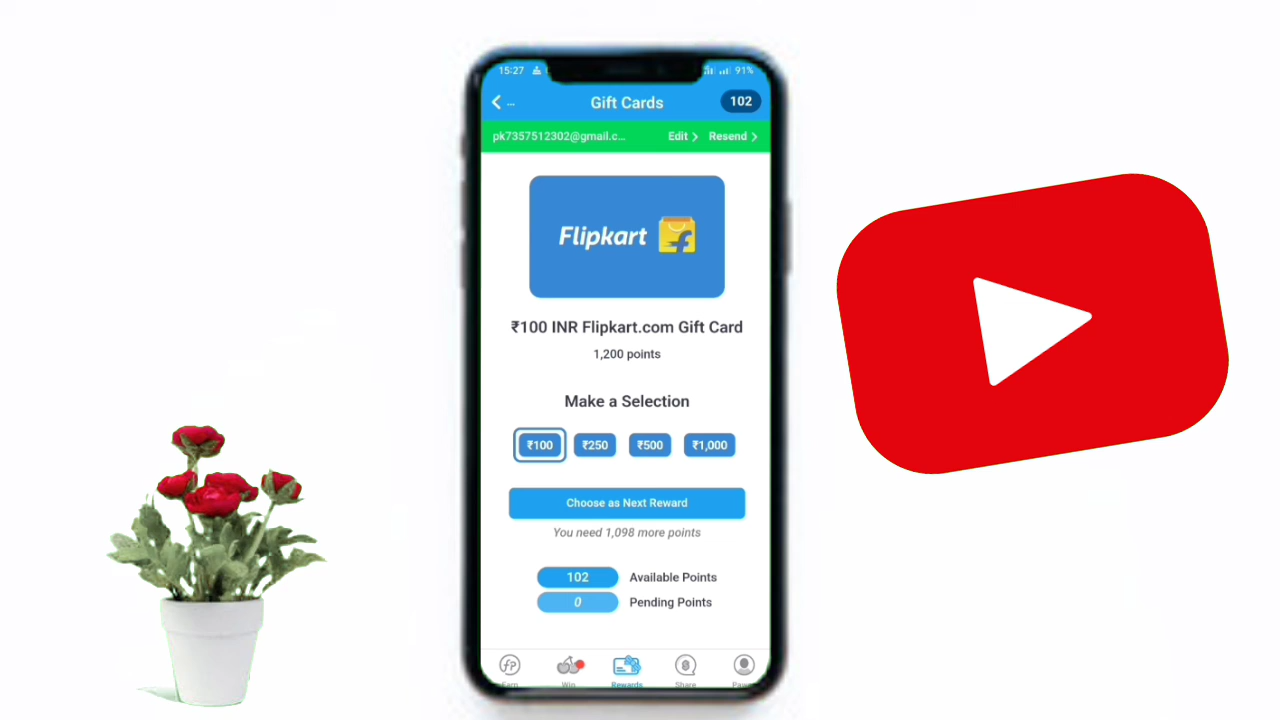 15:27 91%
... Gift Cards 102
pk7357512302@gmail.c... Edit Resend
Flipkart
₹100 INR Flipkart.com Gift Card
1,200 points
Make a Selection
₹100 ₹250 ₹500 ₹1,000
Choose as Next Reward
You need 1,098 more points
102 Available Points
0 Pending Points
Earn Win Rewards Share